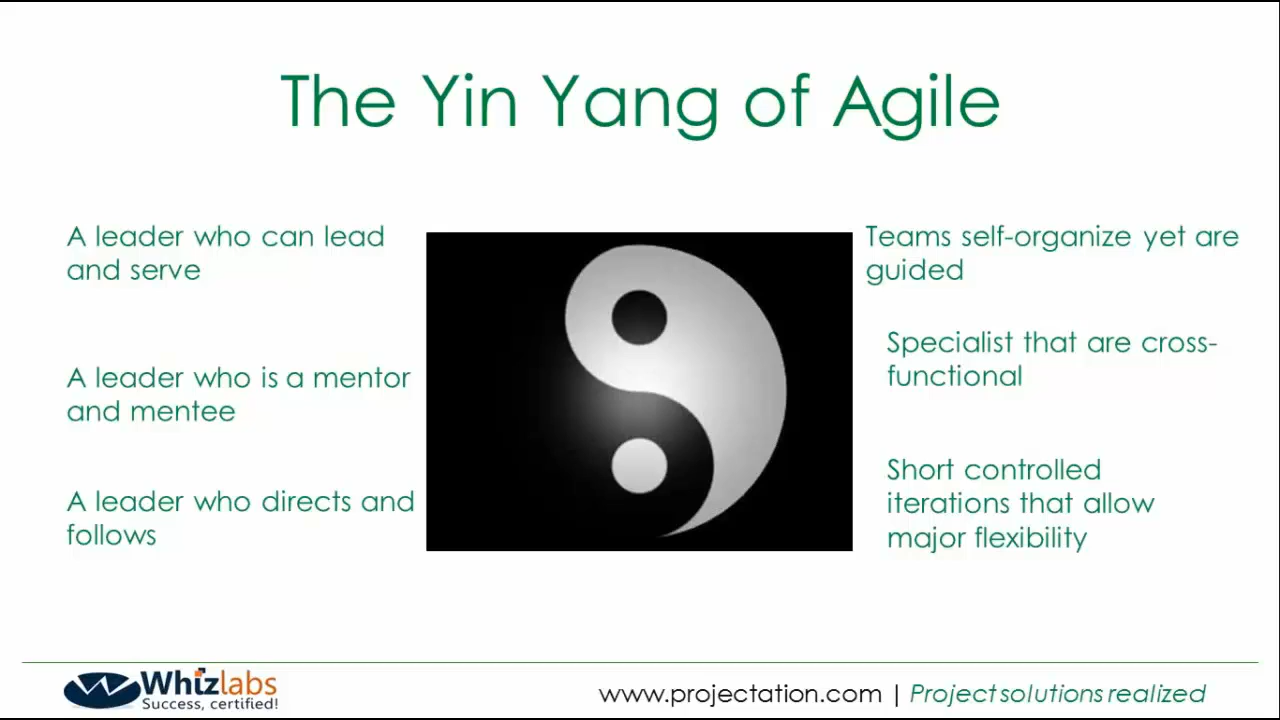 The Yin Yang of Agile
A leader who can lead
and serve
A leader who is a mentor
and mentee
A leader who directs and
follows
Teams self-organize yet are
guided
Specialist that are cross-
functional
Short controlled
iterations that allow
major flexibility
Whizlabs
Success, certified!
www.projectation.com | Project solutions realized